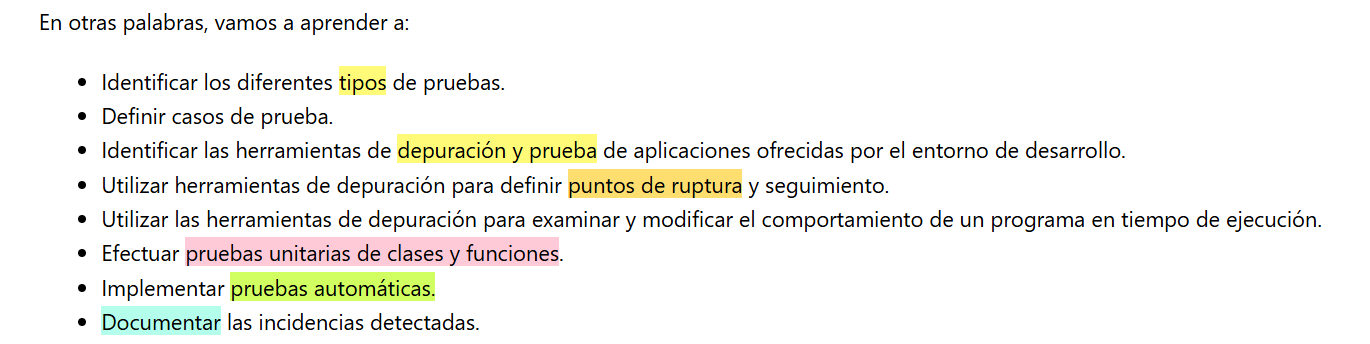 En otras palabras, vamos a aprender a:
• Identificar los diferentes tipos de pruebas.
• Definir casos de prueba.
• Identificar las herramientas de depuración y prueba de aplicaciones ofrecidas por el entorno de desarrollo.
• Utilizar herramientas de depuración para definir puntos de ruptura y seguimiento.
• Utilizar las herramientas de depuración para examinar y modificar el comportamiento de un programa en tiempo de ejecución.
• Efectuar pruebas unitarias de clases y funciones.
• Implementar pruebas automáticas.
• Documentar las incidencias detectadas.